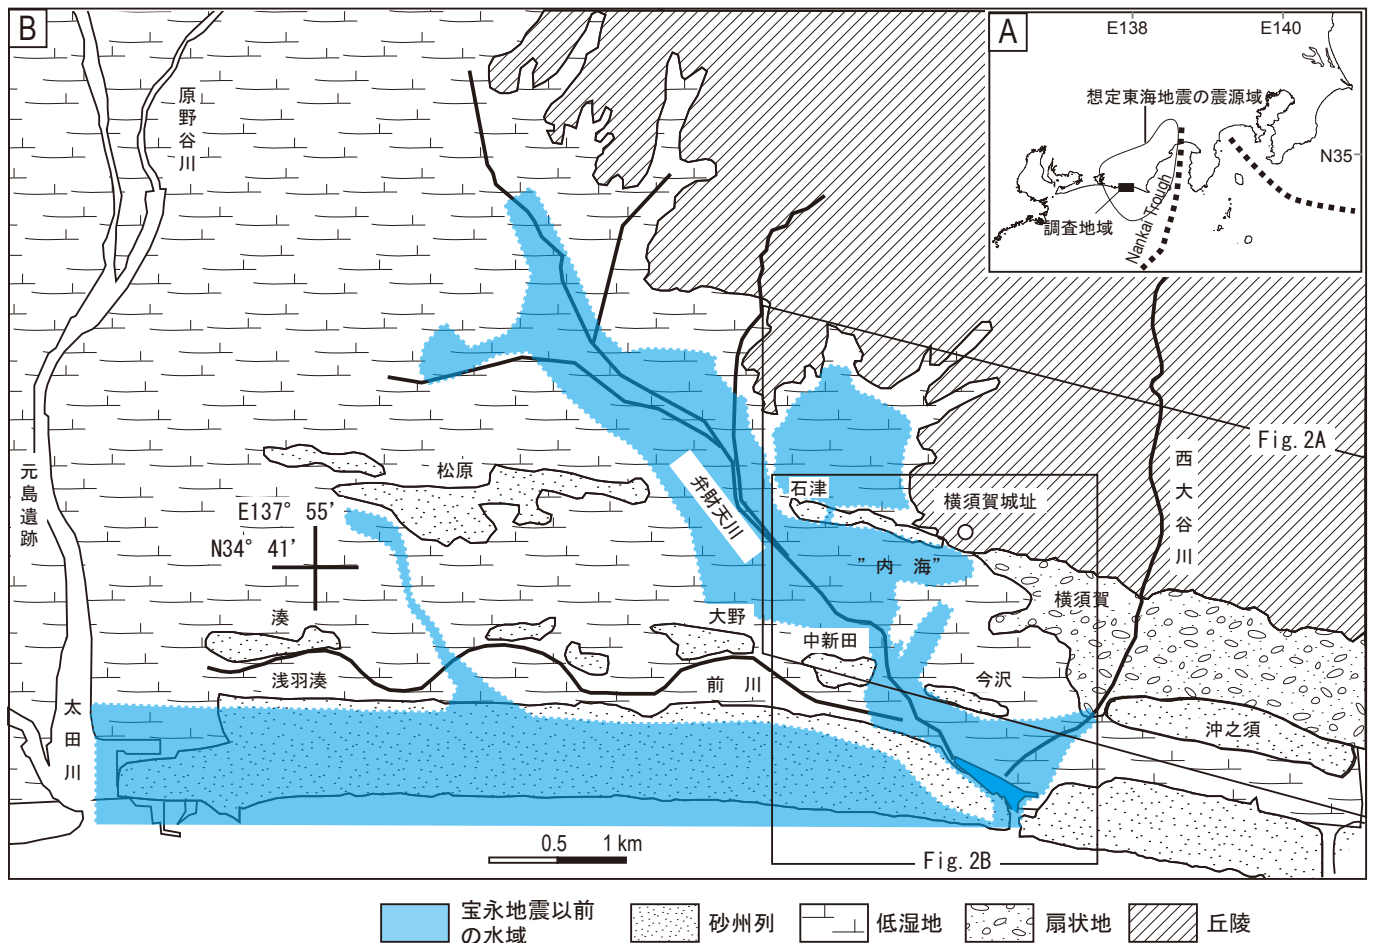 B
A
E138
E140
想定東海地震の震源域
N35
Nankai Trough
調査地域
原野谷川
Fig.2A
松原
元島遺跡
E137° 55′
N34° 41′
弁財天川
石津
横須賀城址
西大谷川
”内 海”
横須賀
湊
大野
中新田
浅羽湊
前 川
今沢
太田川
沖之須
0.5 1 km
Fig.2B
宝永地震以前
の水域
砂州列
低湿地
扇状地
丘陵